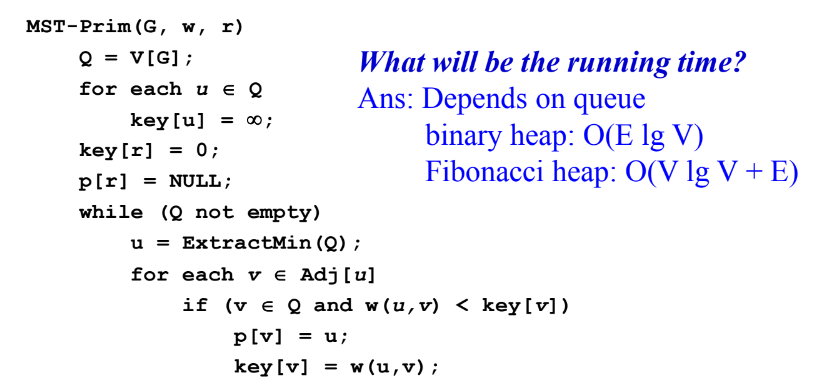 MST-Prim(G, w, r)
Q = V[G];
for each u ∈ Q
key[u] = ∞;
key[r] = 0;
p[r] = NULL;
while (Q not empty)
u = ExtractMin(Q);
for each v ∈ Adj[u]
if (v ∈ Q and w(u,v) < key[v])
p[v] = u;
key[v] = w(u,v);
What will be the running time?
Ans: Depends on queue
binary heap: O(E lg V)
Fibonacci heap: O(V lg V + E)